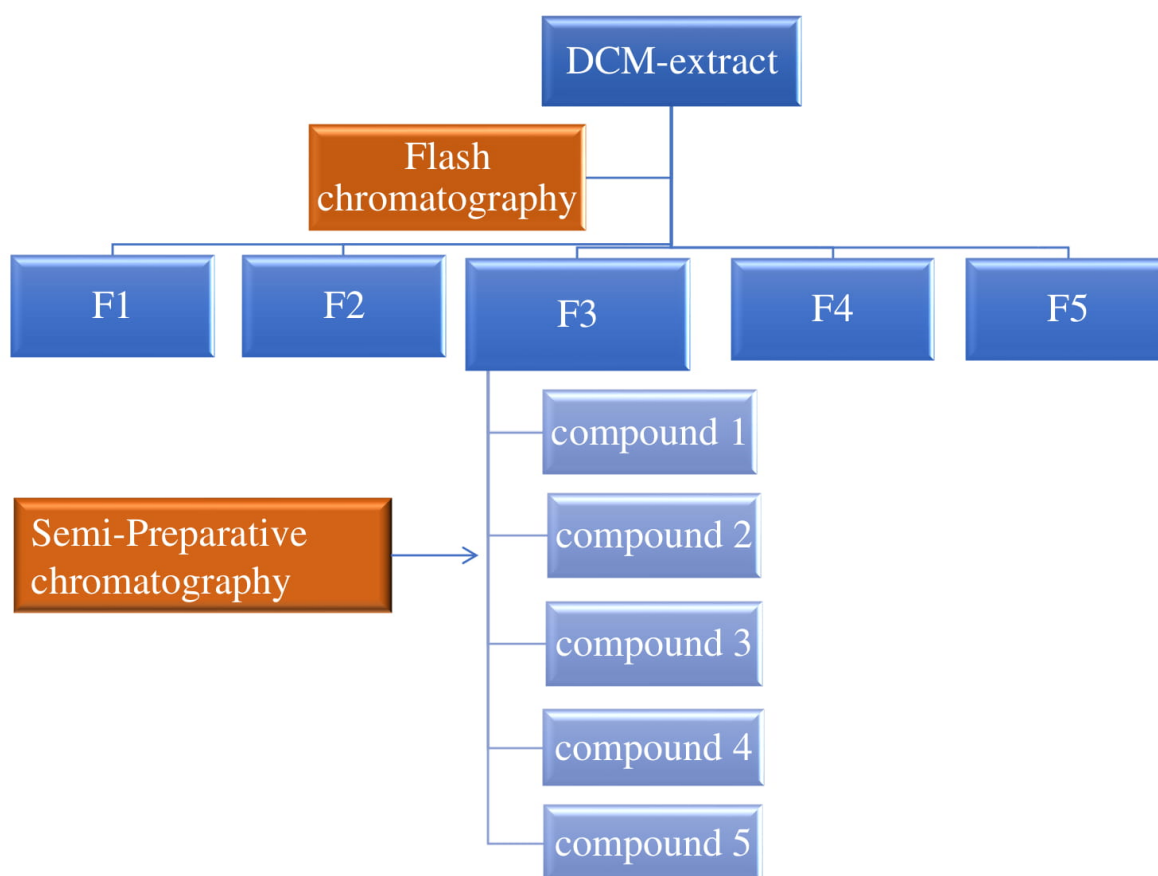 DCM-extract
Flash
chromatography
F1
F2
F3
F4
F5
compound 1
compound 2
Semi-Preparative
chromatography
compound 3
compound 4
compound 5